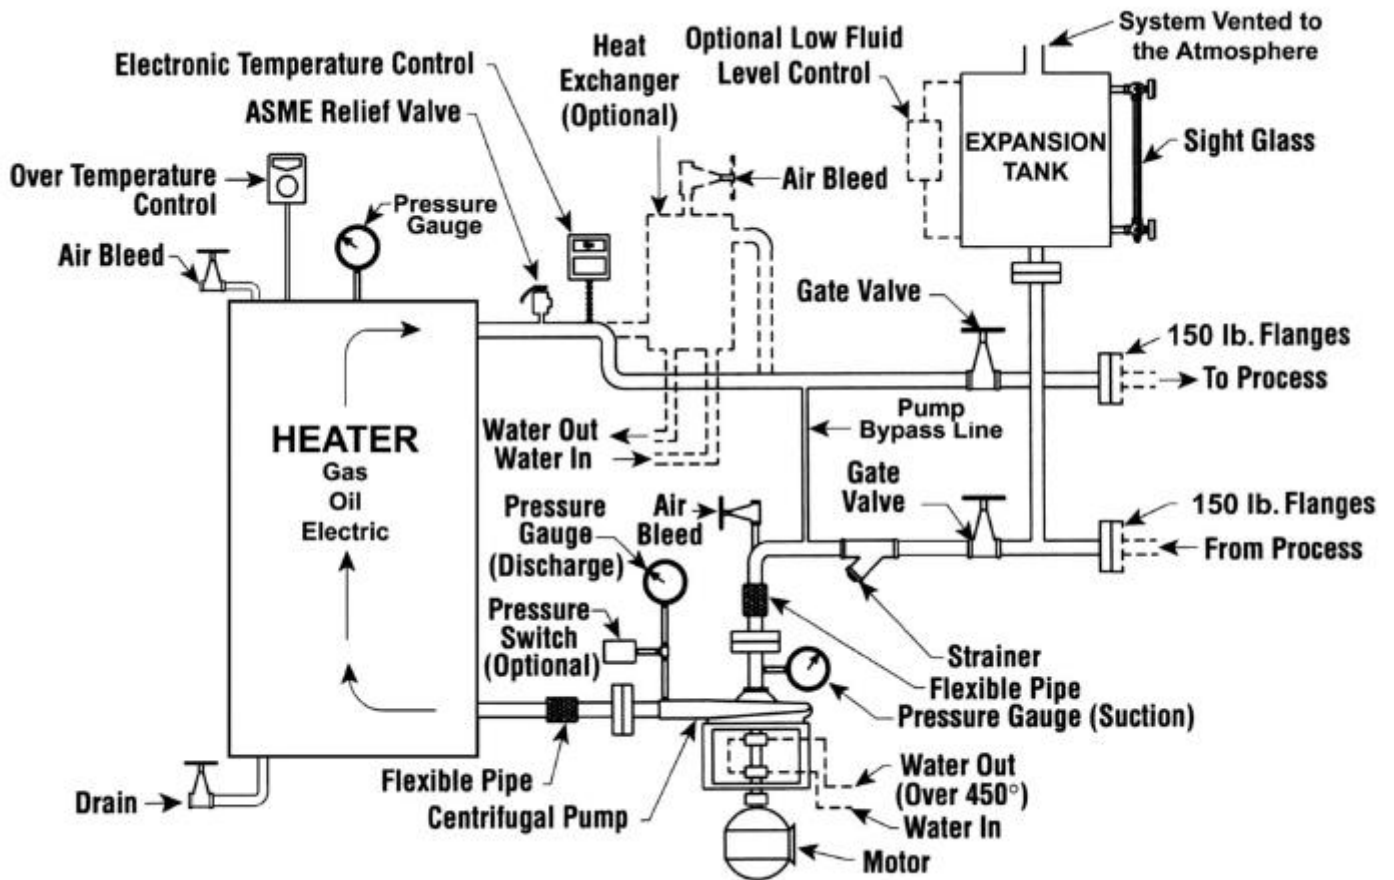 System Vented to
the Atmosphere
Optional Low Fluid
Level Control
Heat
Exchanger
(Optional)
Electronic Temperature Control
ASME Relief Valve
EXPANSION
TANK
Sight Glass
Over Temperature
Control
Air Bleed
Pressure
Gauge
Air Bleed
Gate Valve
150 lb. Flanges
To Process
HEATER
Gas
Oil
Electric
Water Out
Water In
Pump
Bypass Line
Gate
Valve
Air
Bleed
150 lb. Flanges
From Process
Pressure
Gauge
(Discharge)
Pressure
Switch
(Optional)
Strainer
Flexible Pipe
Pressure Gauge (Suction)
Flexible Pipe
Centrifugal Pump
Water Out
(Over 450°)
Water In
Drain
Motor